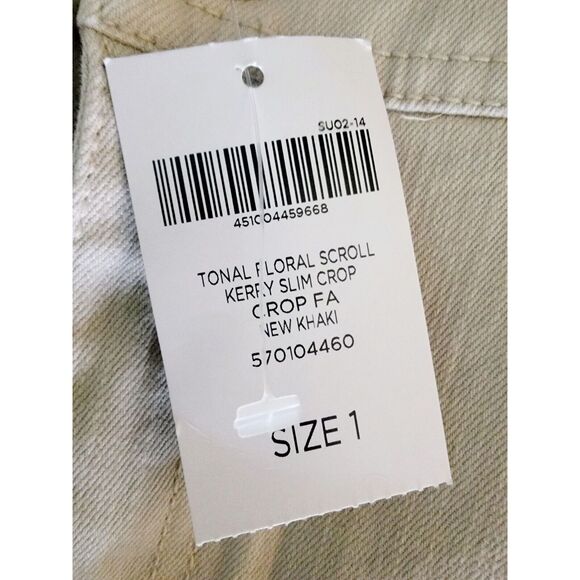 SU02-14
451004459668
TONAL FLORAL SCROLL
KERRY SLIM CROP
CROP FA
NEW KHAKI
570104460
SIZE 1